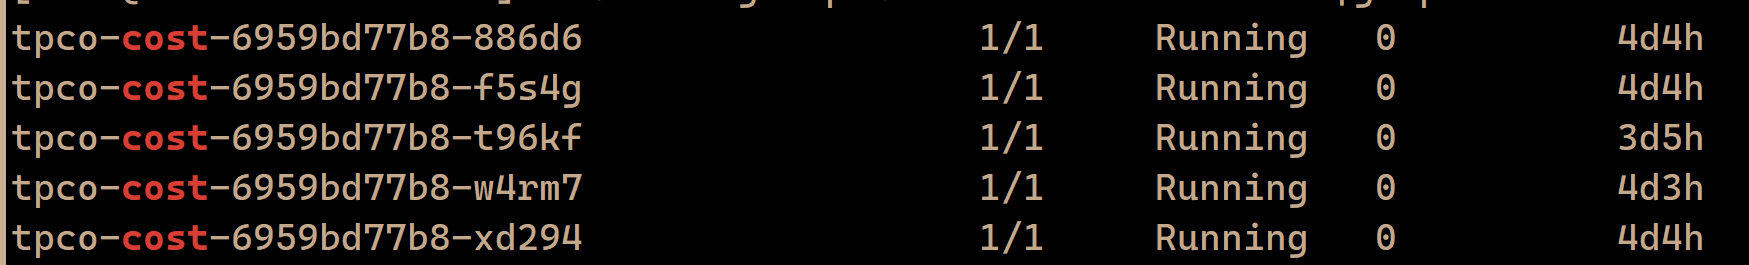 tpco-cost-6959bd77b8-886d6 1/1 Running 0 4d4h
tpco-cost-6959bd77b8-f5s4g 1/1 Running 0 4d4h
tpco-cost-6959bd77b8-t96kf 1/1 Running 0 3d5h
tpco-cost-6959bd77b8-w4rm7 1/1 Running 0 4d3h
tpco-cost-6959bd77b8-xd294 1/1 Running 0 4d4h